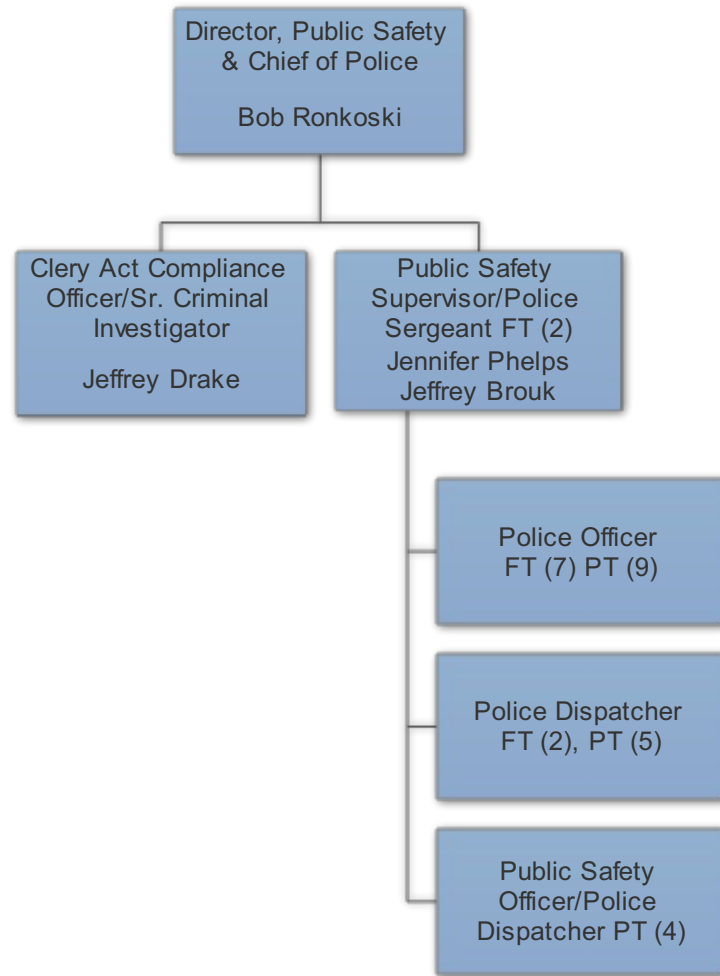 Director, Public Safety
& Chief of Police
Bob Ronkoski
Clery Act Compliance
Officer/Sr. Criminal
Investigator
Jeffrey Drake
Public Safety
Supervisor/Police
Sergeant FT (2)
Jennifer Phelps
Jeffrey Brouk
Police Officer
FT (7) PT (9)
Police Dispatcher
FT (2), PT (5)
Public Safety
Officer/Police
Dispatcher PT (4)